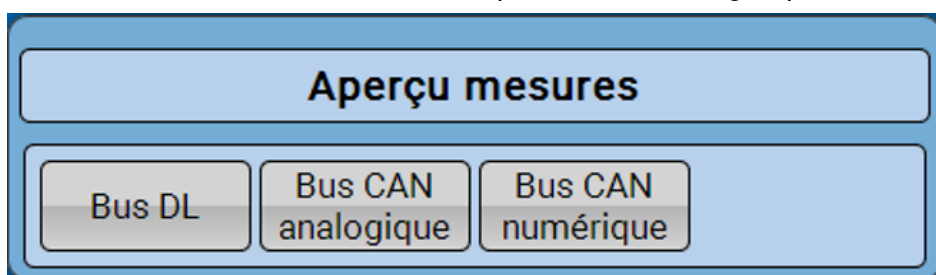 Aperçu mesures
Bus DL
Bus CAN
analogique
Bus CAN
numérique